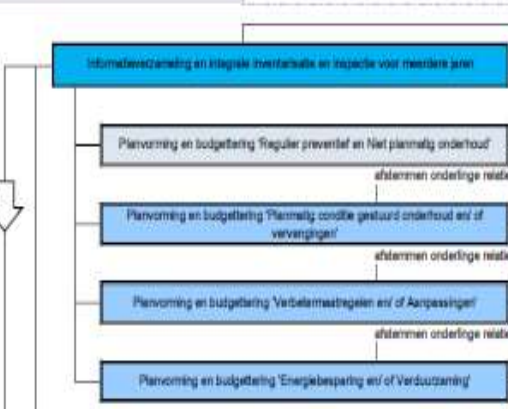 Informatieverzameling en integrale inventarisatie en inspectie voor meerdere jaren
Planvorming en budgettering 'Regulier preventief en Niet planmatig onderhoud'
afstemmen onderlinge relatie
Planvorming en budgettering 'Planmatig conditie gestuurd onderhoud en/ of
vervangingen'
afstemmen onderlinge relatie
Planvorming en budgettering 'Verbetermaatregelen en/ of Aanpassingen'
afstemmen onderlinge relatie
Planvorming en budgettering 'Energiebesparing en/ of Verduurzaming'